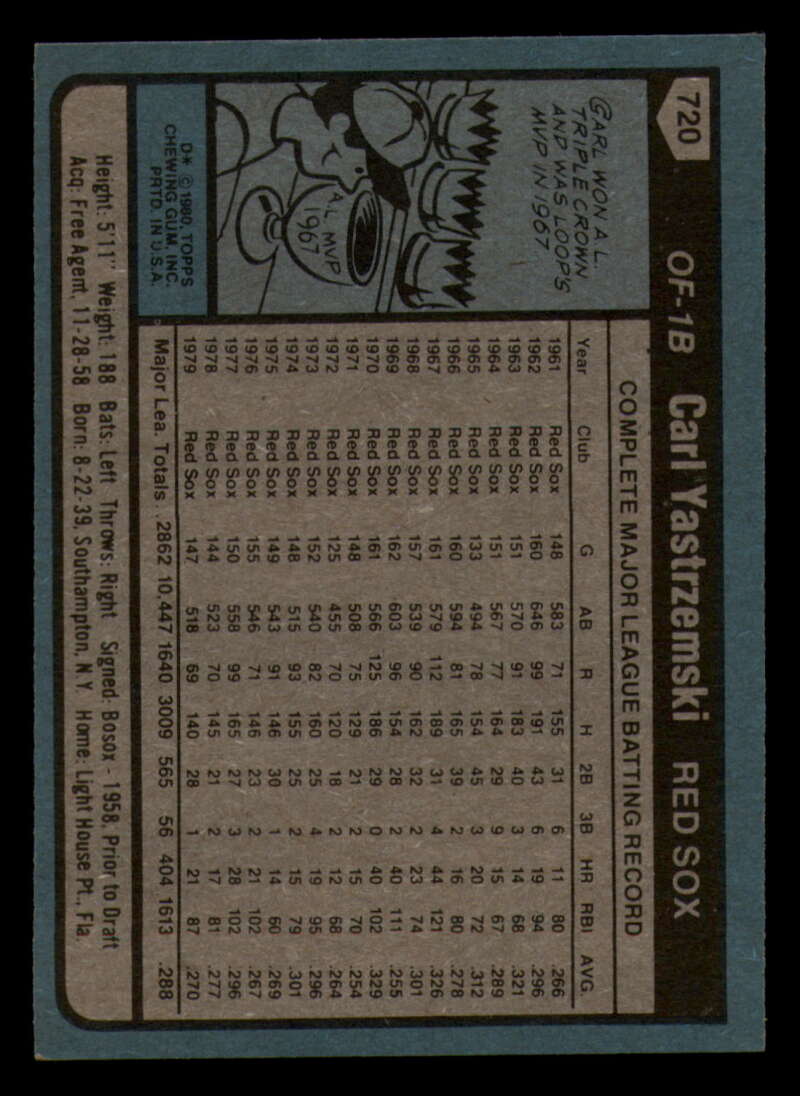 720 OF-1B Carl Yastrzemski RED SOX
CARL WON A.L.
TRIPLE CROWN
AND WAS LOOP'S
MVP IN 1967
A.L. MVP
1967
D* © 1980 TOPPS
CHEWING GUM, INC.
PRTD. IN U.S.A.
COMPLETE MAJOR LEAGUE BATTING RECORD
Year Club G AB R H 2B 3B HR RBI AVG.
1961 Red Sox 148 583 71 155 31 6 11 80 .266
1962 Red Sox 160 646 99 191 43 6 19 94 .296
1963 Red Sox 151 570 91 183 40 3 14 68 .321
1964 Red Sox 151 567 77 164 29 9 15 67 .289
1965 Red Sox 133 494 78 154 45 3 20 72 .312
1966 Red Sox 160 594 81 165 39 2 16 80 .278
1967 Red Sox 161 579 112 189 31 4 44 121 .326
1968 Red Sox 157 539 90 162 32 2 23 74 .301
1969 Red Sox 162 603 96 154 28 2 40 111 .255
1970 Red Sox 161 566 125 186 29 0 40 102 .329
1971 Red Sox 148 508 75 129 21 2 15 70 .254
1972 Red Sox 125 455 70 120 18 2 12 68 .264
1973 Red Sox 152 540 82 160 25 4 19 95 .296
1974 Red Sox 148 515 93 155 25 2 15 79 .301
1975 Red Sox 149 543 91 146 30 1 14 60 .269
1976 Red Sox 155 546 71 146 23 2 21 102 .267
1977 Red Sox 150 558 99 165 27 3 28 102 .296
1978 Red Sox 144 523 70 145 21 2 17 81 .277
1979 Red Sox 147 518 69 140 28 1 21 87 .270
Major Lea. Totals 2862 10,447 1640 3009 565 56 404 1613 .288
Height: 5'11" Weight: 188 Bats: Left Throws: Right Signed: Bosox - 1958, Prior to Draft
Acq: Free Agent, 11-28-58 Born: 8-22-39, Southampton, N.Y. Home: Light House Pt., Fla.